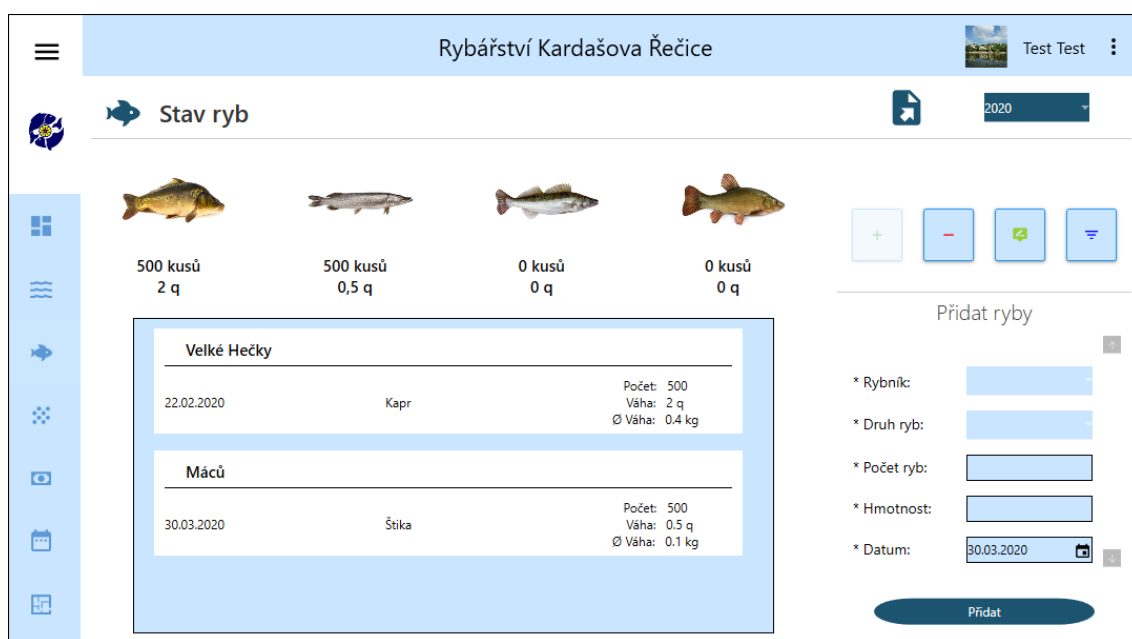 Rybářství Kardašova Řečice
Test Test
Stav ryb
2020
500 kusů
2 q
500 kusů
0,5 q
0 kusů
0 q
0 kusů
0 q
Velké Hečky
22.02.2020
Kapr
Počet: 500
Váha: 2 q
Ø Váha: 0.4 kg
Máců
30.03.2020
Štika
Počet: 500
Váha: 0.5 q
Ø Váha: 0.1 kg
Přidat ryby
* Rybník:
* Druh ryb:
* Počet ryb:
* Hmotnost:
* Datum: 30.03.2020
Přidat